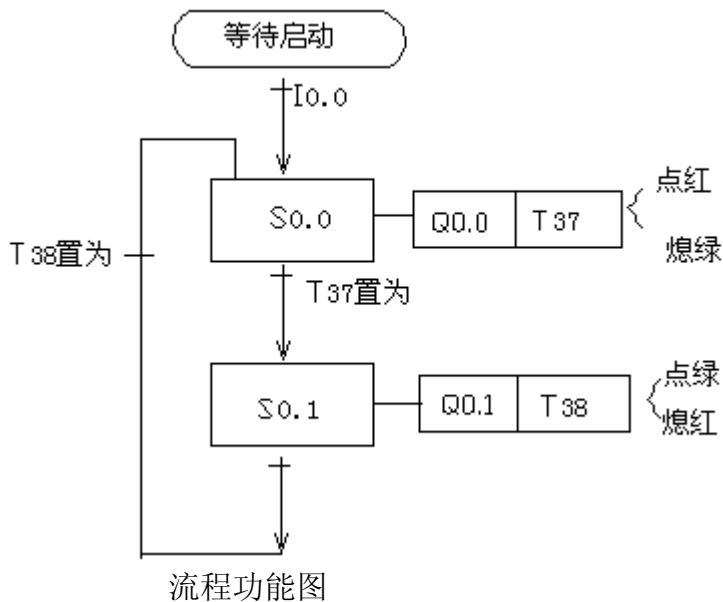 等待启动
I0.0
S0.0
Q0.0 T37
点红
熄绿
T38置为
T37置为
S0.1
Q0.1 T38
点绿
熄红
流程功能图